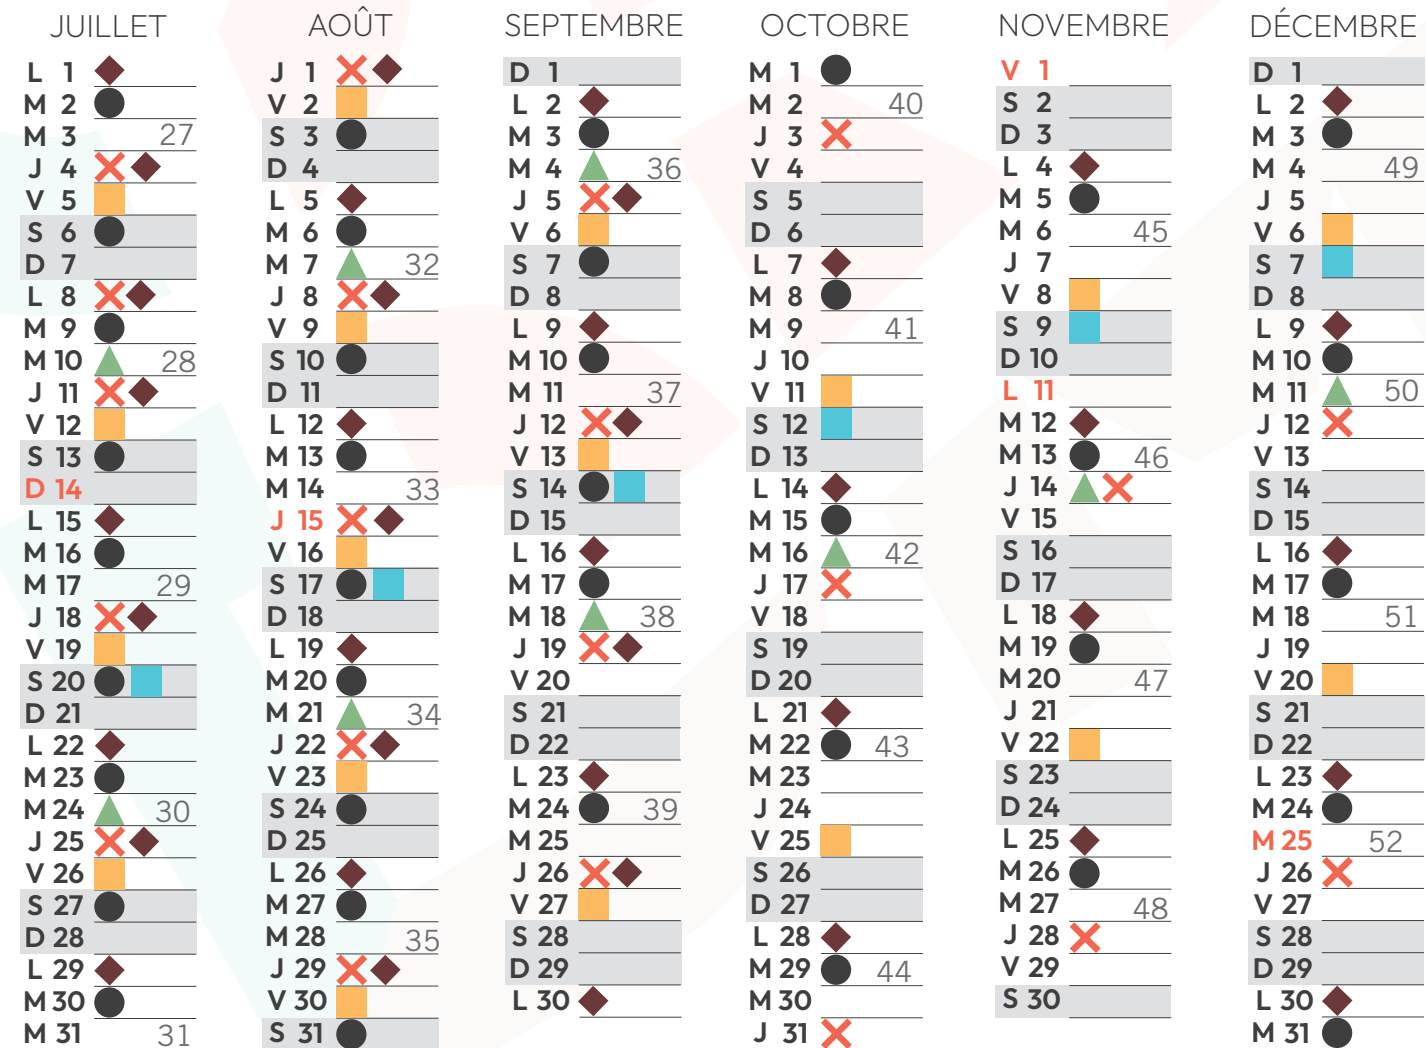 JUILLET
L 1
M 2
M 3 27
J 4
V 5
S 6
D 7
L 8
M 9
M 10 28
J 11
V 12
S 13
D 14
L 15
M 16
M 17 29
J 18
V 19
S 20
D 21
L 22
M 23
M 24 30
J 25
V 26
S 27
D 28
L 29
M 30
M 31 31
AOÛT
J 1
V 2
S 3
D 4
L 5
M 6
M 7 32
J 8
V 9
S 10
D 11
L 12
M 13
M 14 33
J 15
V 16
S 17
D 18
L 19
M 20
M 21 34
J 22
V 23
S 24
D 25
L 26
M 27
M 28 35
J 29
V 30
S 31
SEPTEMBRE
D 1
L 2
M 3
M 4 36
J 5
V 6
S 7
D 8
L 9
M 10
M 11 37
J 12
V 13
S 14
D 15
L 16
M 17
M 18 38
J 19
V 20
S 21
D 22
L 23
M 24 39
M 25
J 26
V 27
S 28
D 29
L 30
OCTOBRE
M 1
M 2 40
J 3
V 4
S 5
D 6
L 7
M 8
M 9 41
J 10
V 11
S 12
D 13
L 14
M 15
M 16 42
J 17
V 18
S 19
D 20
L 21
M 22 43
M 23
J 24
V 25
S 26
D 27
L 28
M 29 44
M 30
J 31
NOVEMBRE
V 1
S 2
D 3
L 4
M 5
M 6 45
J 7
V 8
S 9
D 10
L 11
M 12
M 13 46
J 14
V 15
S 16
D 17
L 18
M 19
M 20 47
J 21
V 22
S 23
D 24
L 25
M 26
M 27 48
J 28
V 29
S 30
DÉCEMBRE
D 1
L 2
M 3
M 4 49
J 5
V 6
S 7
D 8
L 9
M 10
M 11 50
J 12
V 13
S 14
D 15
L 16
M 17
M 18 51
J 19
V 20
S 21
D 22
L 23
M 24
M 25 52
J 26
V 27
S 28
D 29
L 30
M 31